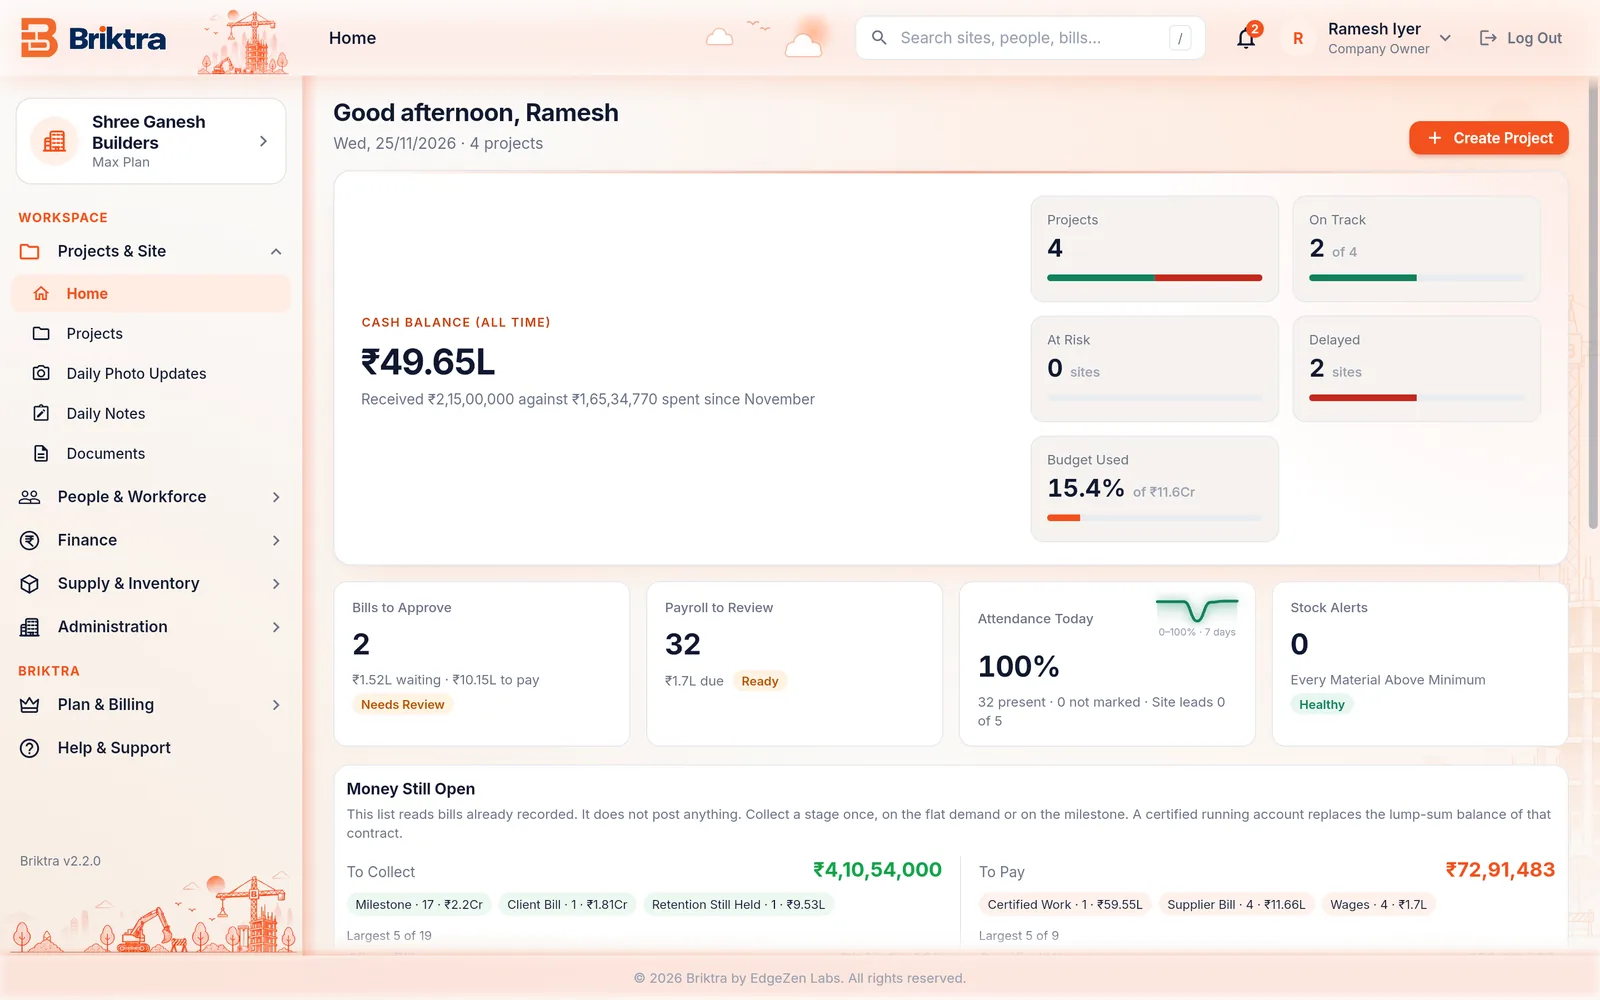 Briktra
Home
Search sites, people, bills...
/
2
R
Ramesh Iyer
Company Owner
Log Out
Shree Ganesh
Builders
Max Plan
WORKSPACE
Projects & Site
Home
Projects
Daily Photo Updates
Daily Notes
Documents
People & Workforce
Finance
Supply & Inventory
Administration
BRIKTRA
Plan & Billing
Help & Support
Briktra v2.2.0
Good afternoon, Ramesh
Wed, 25/11/2026 · 4 projects
+ Create Project
CASH BALANCE (ALL TIME)
₹49.65L
Received ₹2,15,00,000 against ₹1,65,34,770 spent since November
Projects
4
On Track
2 of 4
At Risk
0 sites
Delayed
2 sites
Budget Used
15.4% of ₹11.6Cr
Bills to Approve
2
₹1.52L waiting · ₹10.15L to pay
Needs Review
Payroll to Review
32
₹1.7L due Ready
Attendance Today
0–100% · 7 days
100%
32 present · 0 not marked · Site leads 0
of 5
Stock Alerts
0
Every Material Above Minimum
Healthy
Money Still Open
This list reads bills already recorded. It does not post anything. Collect a stage once, on the flat demand or on the milestone. A certified running account replaces the lump-sum balance of that
contract.
To Collect ₹4,10,54,000
Milestone · 17 · ₹2.2Cr Client Bill · 1 · ₹1.81Cr Retention Still Held · 1 · ₹9.53L
Largest 5 of 19
To Pay ₹72,91,483
Certified Work · 1 · ₹59.55L Supplier Bill · 4 · ₹11.66L Wages · 4 · ₹1.7L
Largest 5 of 9
© 2026 Briktra by EdgeZen Labs. All rights reserved.